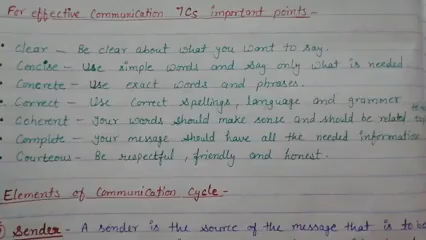 For effective Communication 7Cs important points -
• Clear - Be clear about what you want to say.
• Concise - Use simple words and say only what is needed
• Concrete - Use exact words and phrases.
• Correct - Use Correct spellings, language and grammer
• Coherent - your words should make sense and should be related
• Complete - your message should have all the needed information
• Courteous - Be respectful, friendly and honest.
Elements of Communication Cycle -
Sender - A sender is the source of the message that is to be